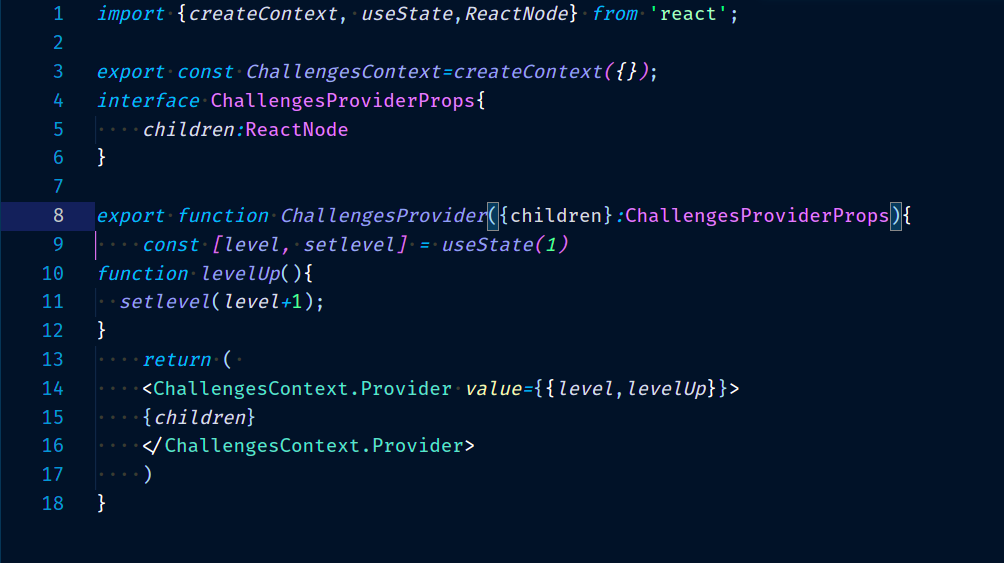 1 import {createContext, useState,ReactNode} from 'react';
2
3 export const ChallengesContext=createContext({});
4 interface ChallengesProviderProps{
5     children:ReactNode
6 }
7
8 export function ChallengesProvider({children}:ChallengesProviderProps){
9     const [level, setlevel] = useState(1)
10 function levelUp(){
11   setlevel(level+1);
12 }
13     return (
14     <ChallengesContext.Provider value={{level,levelUp}}>
15     {children}
16     </ChallengesContext.Provider>
17     )
18 }